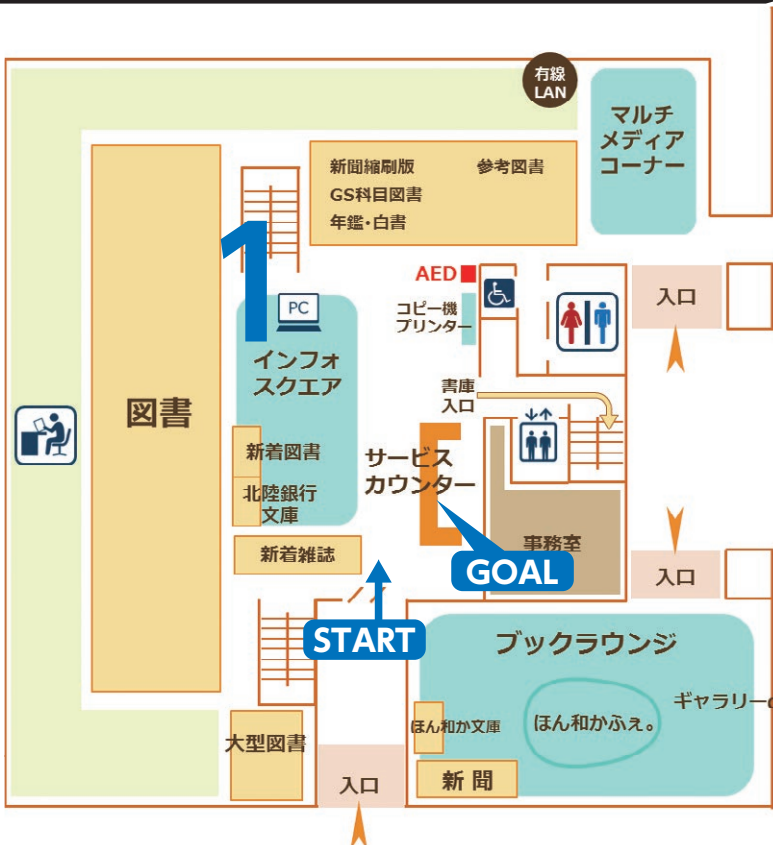 有線
LAN
マルチ
メディア
コーナー
新聞縮刷版 参考図書
GS科目図書
年鑑・白書
1
AED
コピー機
プリンター
入口
PC
インフォ
スクエア
図書
書庫
入口
新着図書
北陸銀行
文庫
サービス
カウンター
新着雑誌
事務室
GOAL
入口
START
ブックラウンジ
ギャラリー
ほん和か文庫
ほん和かふぇ。
大型図書
新聞
入口